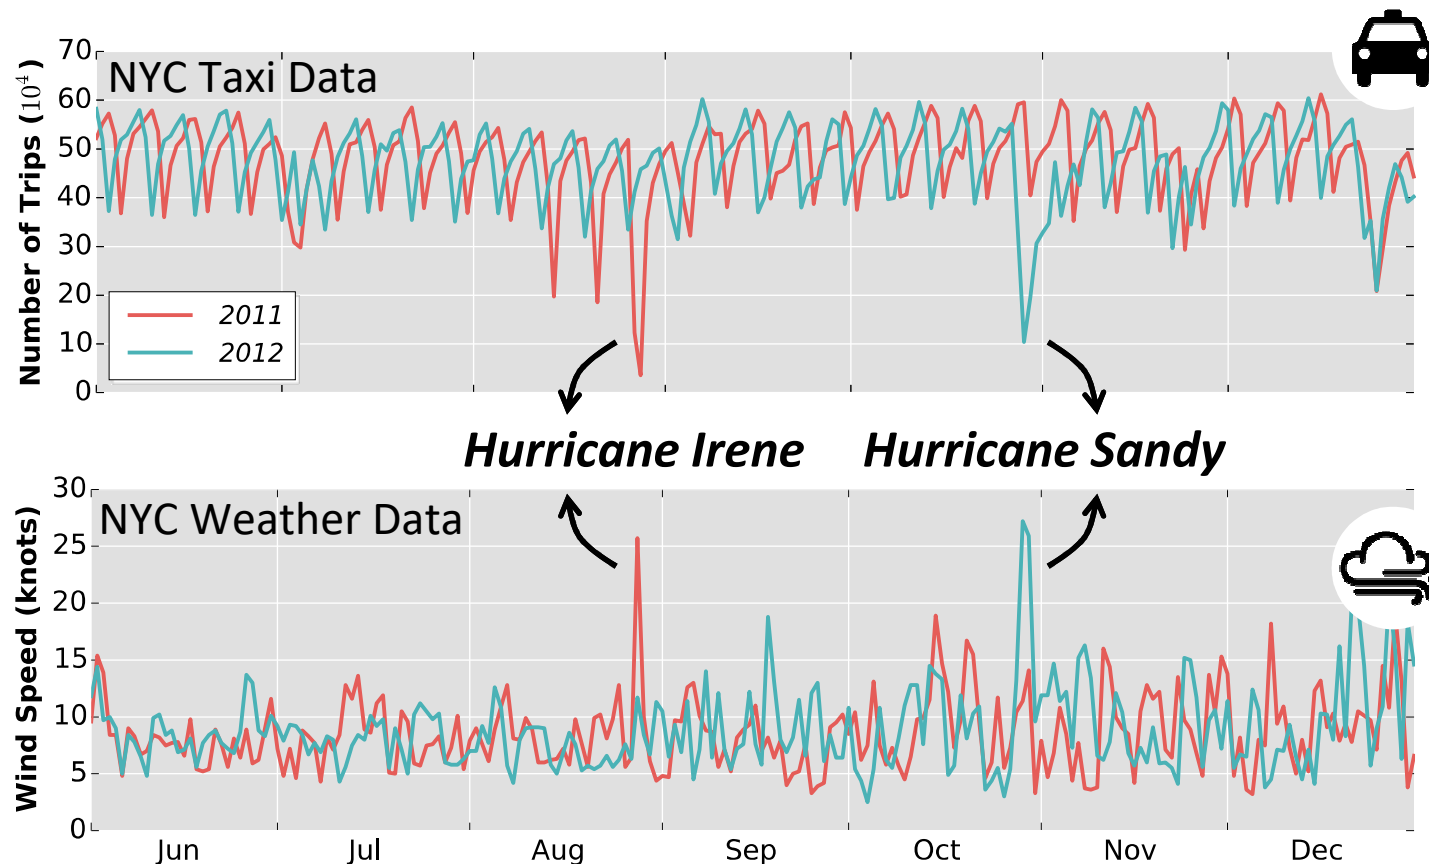 NYC Taxi Data
Number of Trips (10⁴)
70
60
50
40
30
20
10
0
2011
2012
Hurricane Irene
Hurricane Sandy
NYC Weather Data
Wind Speed (knots)
30
25
20
15
10
5
0
Jun Jul Aug Sep Oct Nov Dec